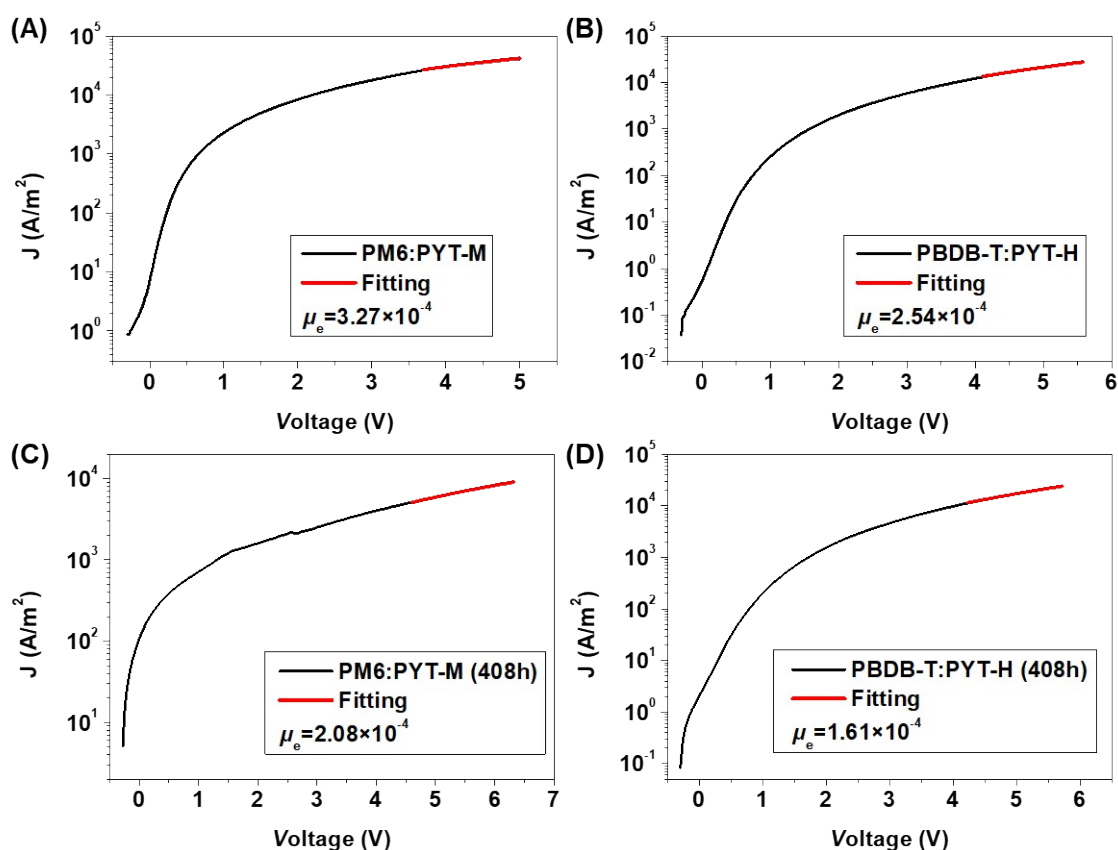 (A)
10^5
10^4
10^3
10^2
10^1
10^0
J (A/m^2)
PM6:PYT-M
Fitting
μ_e=3.27×10^-4
0 1 2 3 4 5
Voltage (V)
(B)
10^5
10^4
10^3
10^2
10^1
10^0
10^-1
10^-2
J (A/m^2)
PBDB-T:PYT-H
Fitting
μ_e=2.54×10^-4
0 1 2 3 4 5 6
Voltage (V)
(C)
10^4
10^3
10^2
10^1
J (A/m^2)
PM6:PYT-M (408h)
Fitting
μ_e=2.08×10^-4
0 1 2 3 4 5 6 7
Voltage (V)
(D)
10^5
10^4
10^3
10^2
10^1
10^0
10^-1
J (A/m^2)
PBDB-T:PYT-H (408h)
Fitting
μ_e=1.61×10^-4
0 1 2 3 4 5 6
Voltage (V)